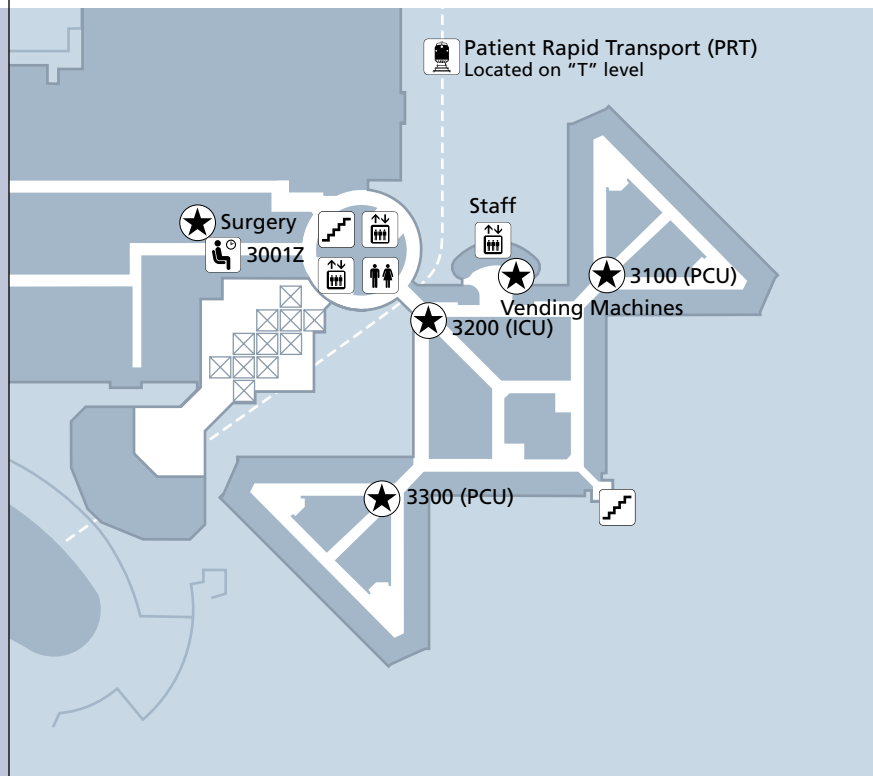 Patient Rapid Transport (PRT)
Located on “T” level
Staff
Surgery
3001Z
3100 (PCU)
Vending Machines
3200 (ICU)
3300 (PCU)